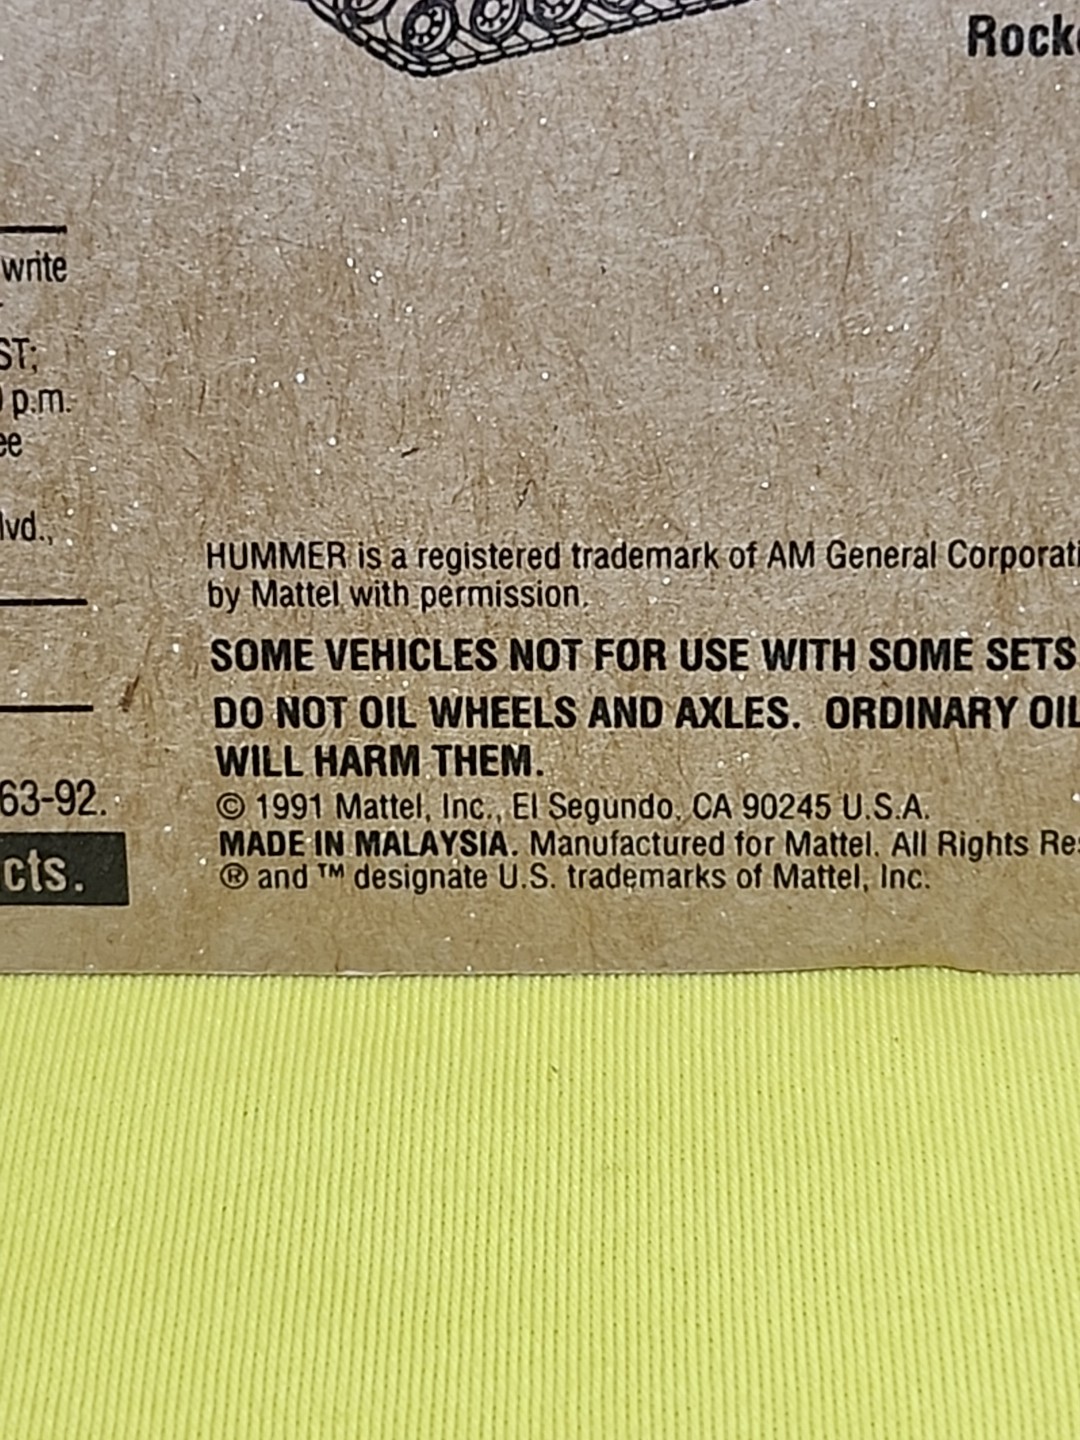 Rock
write
ST;
p.m.
ee
lvd.,
HUMMER is a registered trademark of AM General Corporati
by Mattel with permission.
SOME VEHICLES NOT FOR USE WITH SOME SETS
DO NOT OIL WHEELS AND AXLES. ORDINARY OIL
WILL HARM THEM.
63-92.
© 1991 Mattel, Inc., El Segundo, CA 90245 U.S.A.
MADE IN MALAYSIA. Manufactured for Mattel. All Rights Re
cts.
® and ™ designate U.S. trademarks of Mattel, Inc.